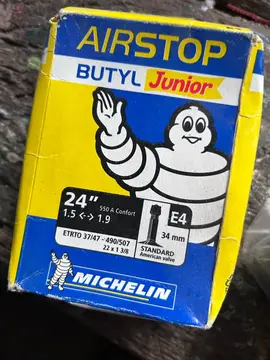 AIRSTOP
BUTYL Junior
24"
550 A Confort
1.5 <-> 1.9
ETRTO 37/47 - 490/507
22 x 1 3/8
E4
34 mm
STANDARD
American valve
MICHELIN